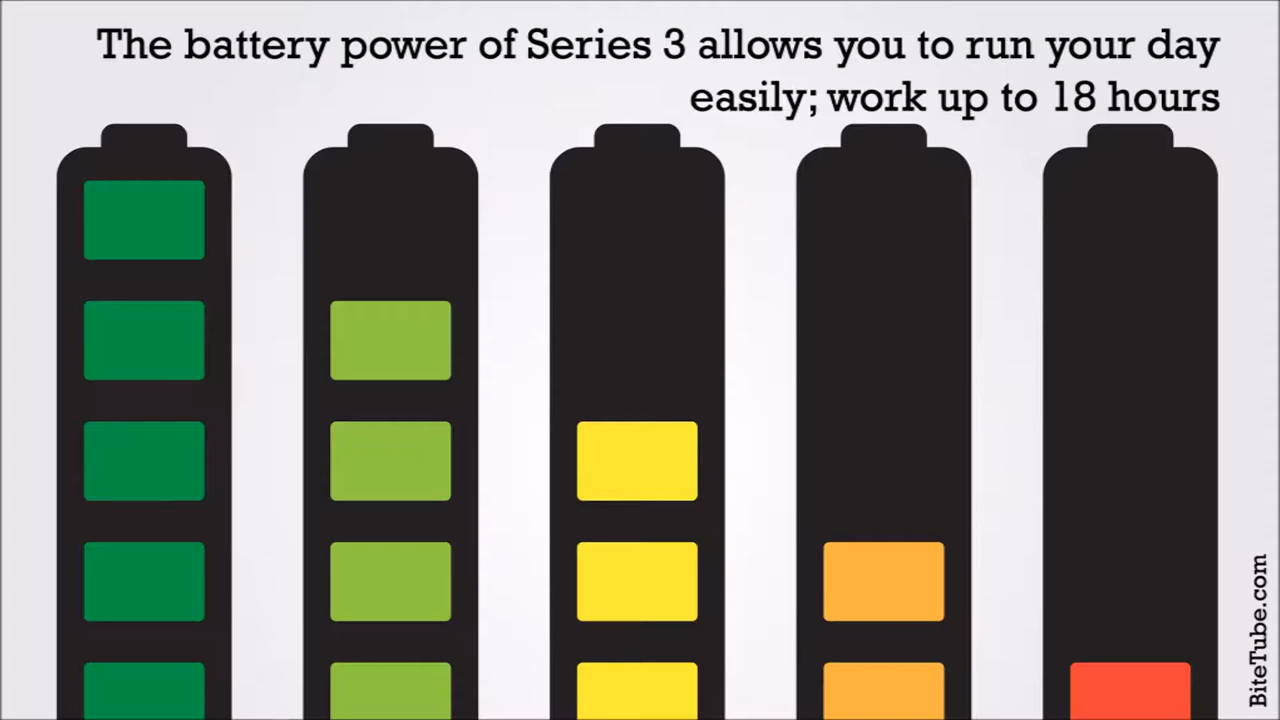 The battery power of Series 3 allows you to run your day
easily; work up to 18 hours
BiteTube.com